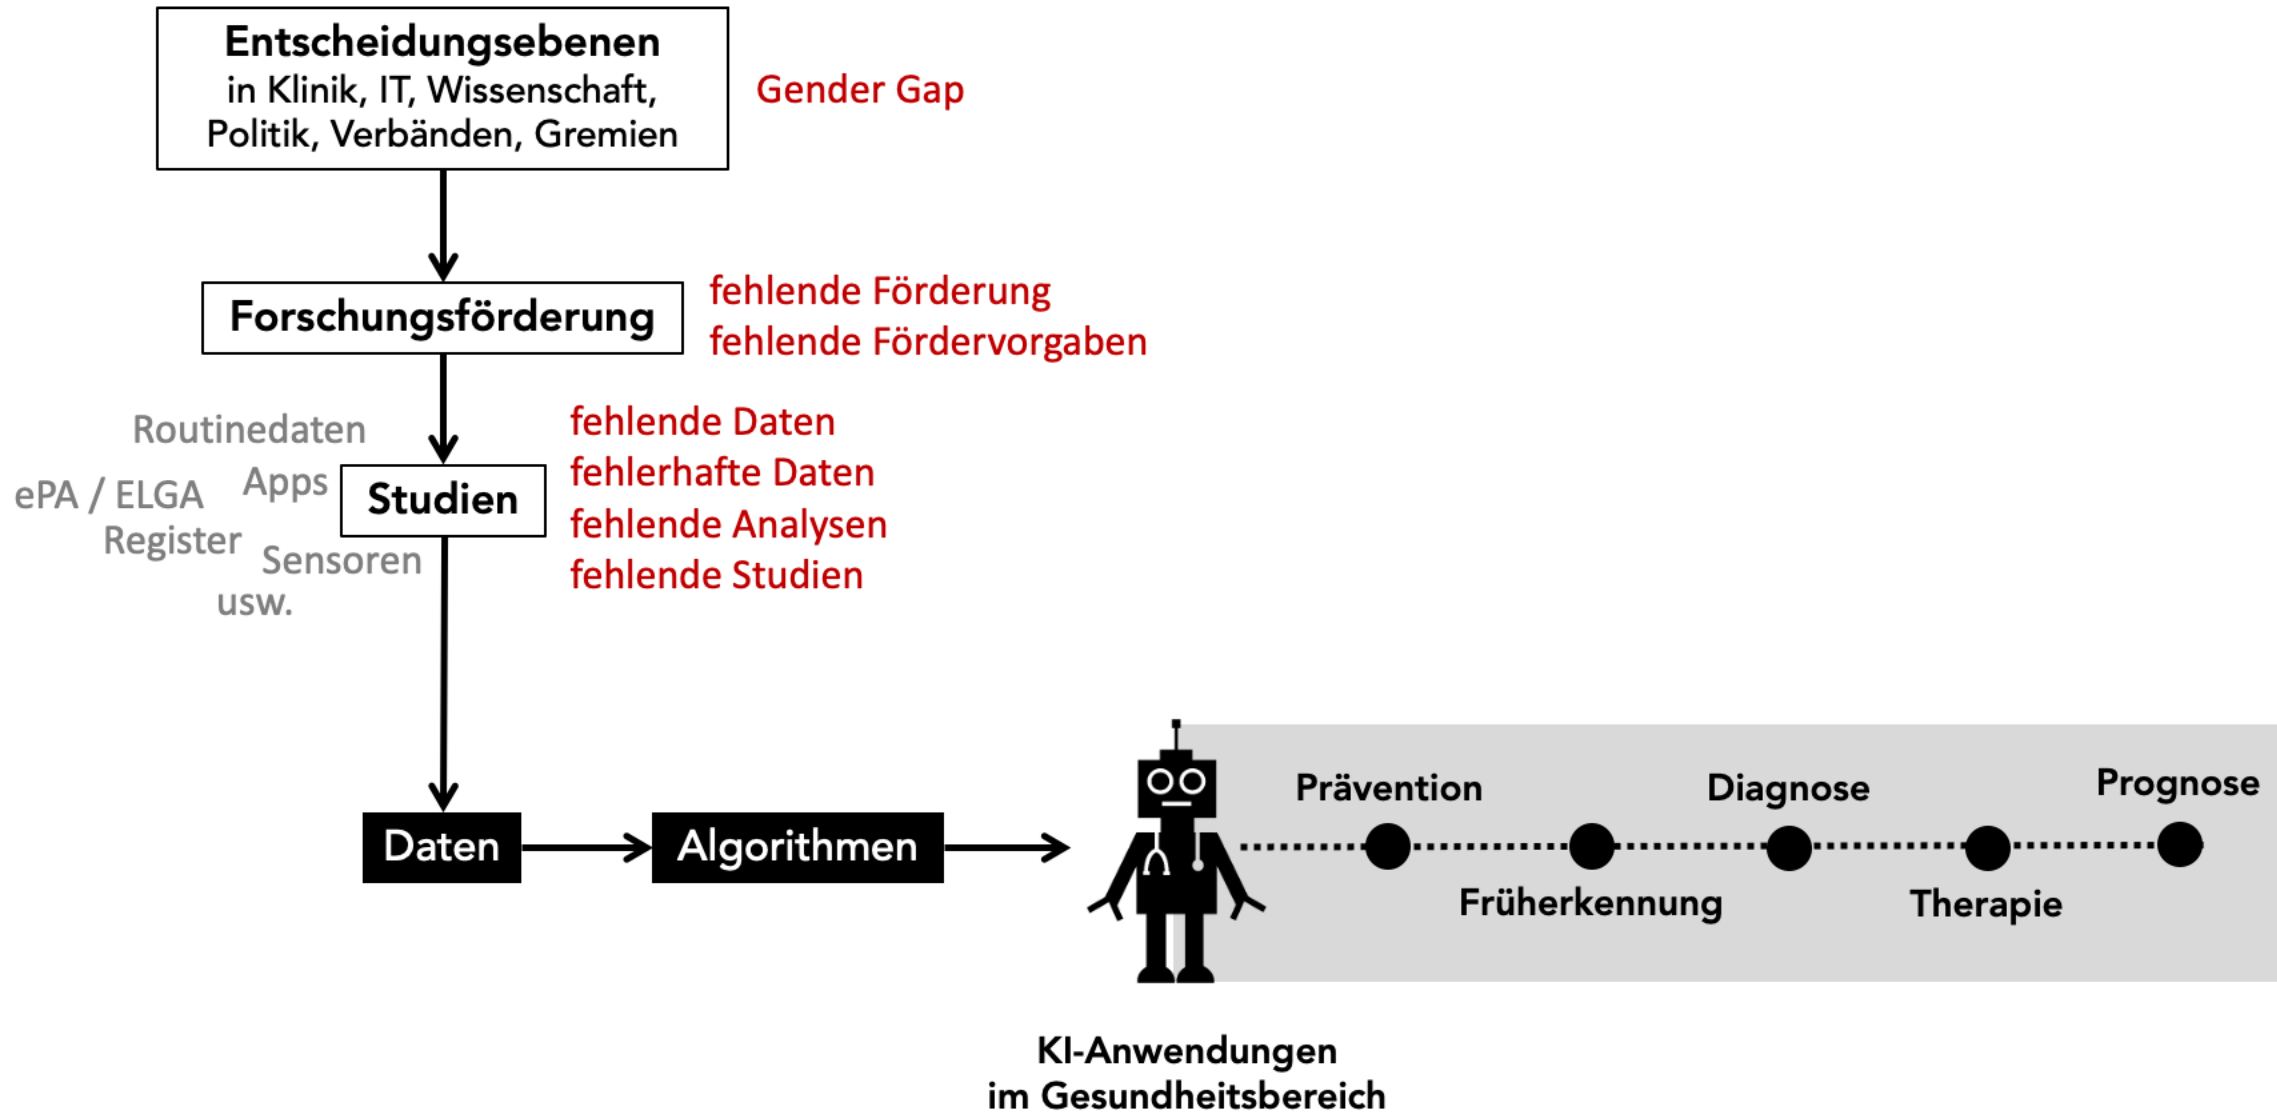 Entscheidungsebenen
in Klinik, IT, Wissenschaft,
Politik, Verbänden, Gremien
Gender Gap
Forschungsförderung
fehlende Förderung
fehlende Fördervorgaben
Routinedaten
Apps
ePA / ELGA
Register
Sensoren
usw.
Studien
fehlende Daten
fehlerhafte Daten
fehlende Analysen
fehlende Studien
Daten
Algorithmen
Prävention
Früherkennung
Diagnose
Therapie
Prognose
KI-Anwendungen
im Gesundheitsbereich